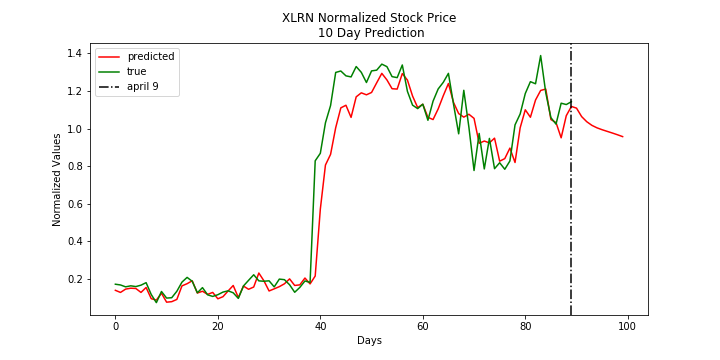 XLRN Normalized Stock Price
10 Day Prediction
predicted
true
april 9
Normalized Values
1.4
1.2
1.0
0.8
0.6
0.4
0.2
0 20 40 60 80 100
Days